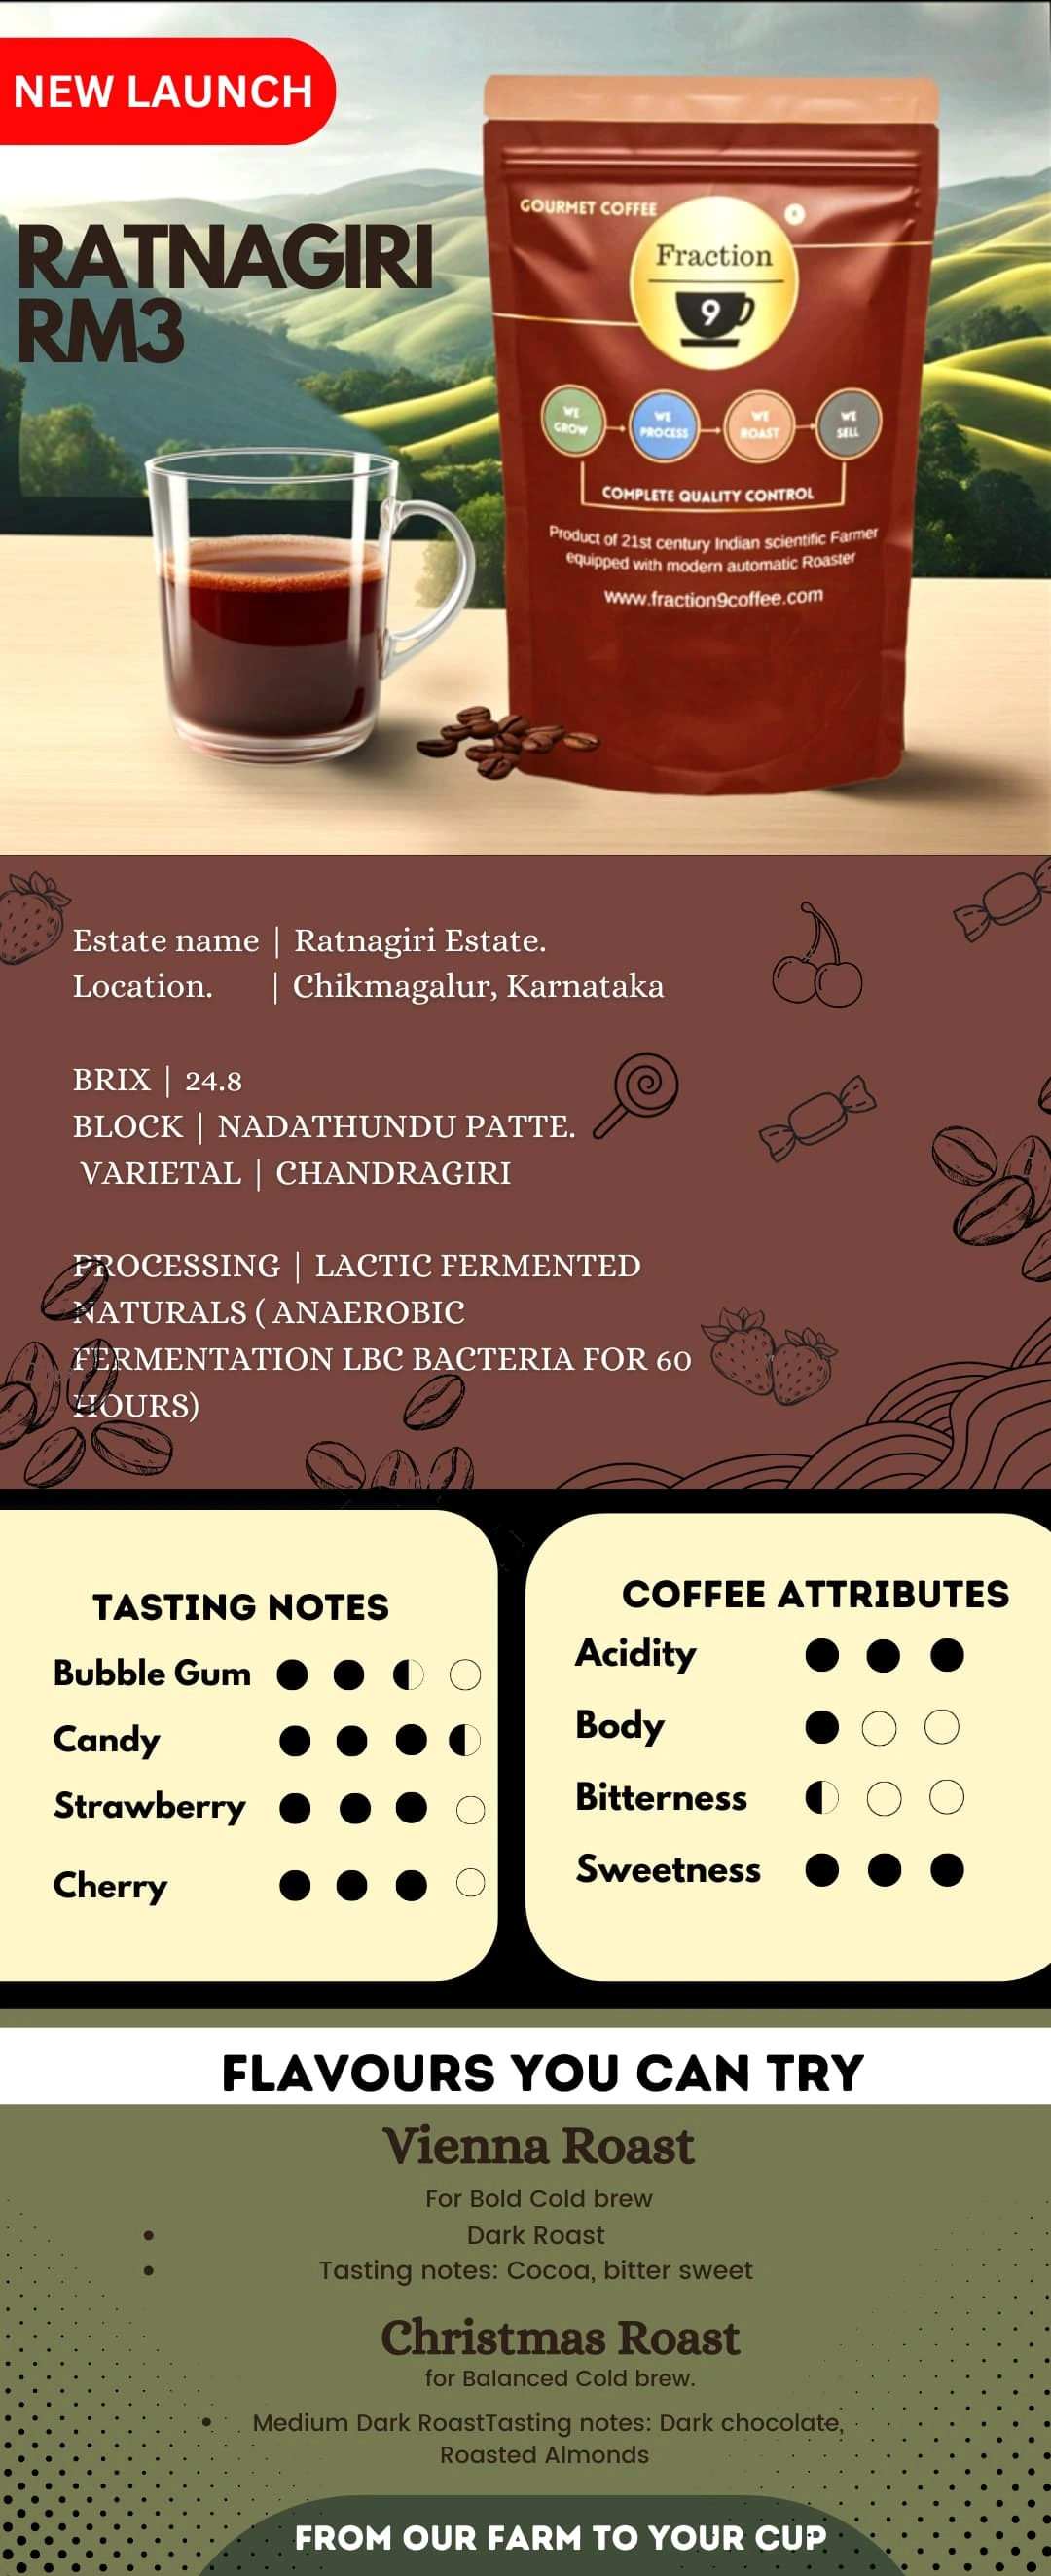 NEW LAUNCH
RATNAGIRI
RM3
GOURMET COFFEE
Fraction
9
WE
GROW
WE
PROCESS
WE
ROAST
WE
SELL
COMPLETE QUALITY CONTROL
Product of 21st century Indian scientific Farmer
equipped with modern automatic Roaster
www.fraction9coffee.com
Estate name | Ratnagiri Estate.
Location. | Chikmagalur, Karnataka
BRIX | 24.8
BLOCK | NADATHUNDU PATTE.
VARIETAL | CHANDRAGIRI
PROCESSING | LACTIC FERMENTED
NATURALS ( ANAEROBIC
FERMENTATION LBC BACTERIA FOR 60
HOURS)
TASTING NOTES
Bubble Gum
Candy
Strawberry
Cherry
COFFEE ATTRIBUTES
Acidity
Body
Bitterness
Sweetness
FLAVOURS YOU CAN TRY
Vienna Roast
For Bold Cold brew
• Dark Roast
• Tasting notes: Cocoa, bitter sweet
Christmas Roast
for Balanced Cold brew.
• Medium Dark RoastTasting notes: Dark chocolate,
Roasted Almonds
FROM OUR FARM TO YOUR CUP